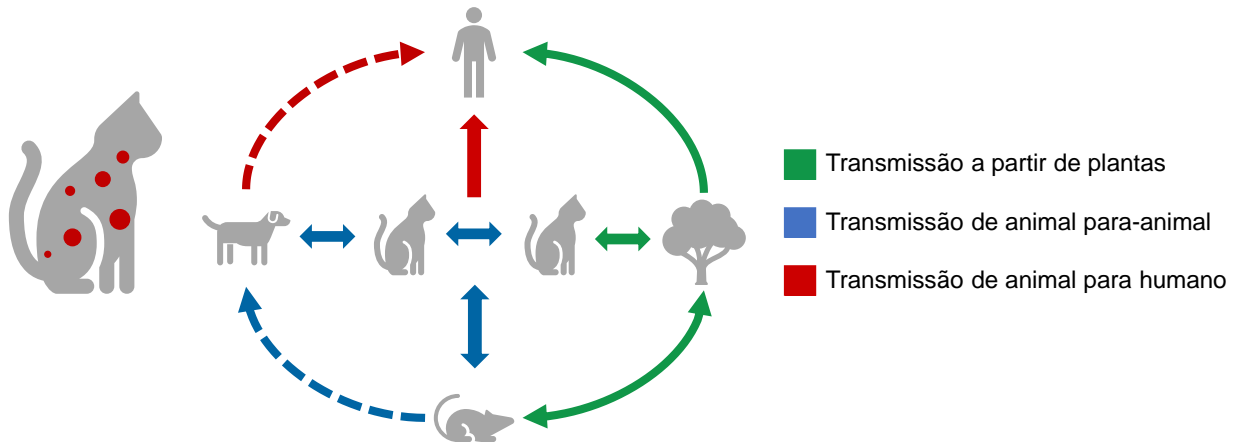 Transmissão a partir de plantas
Transmissão de animal para-animal
Transmissão de animal para humano